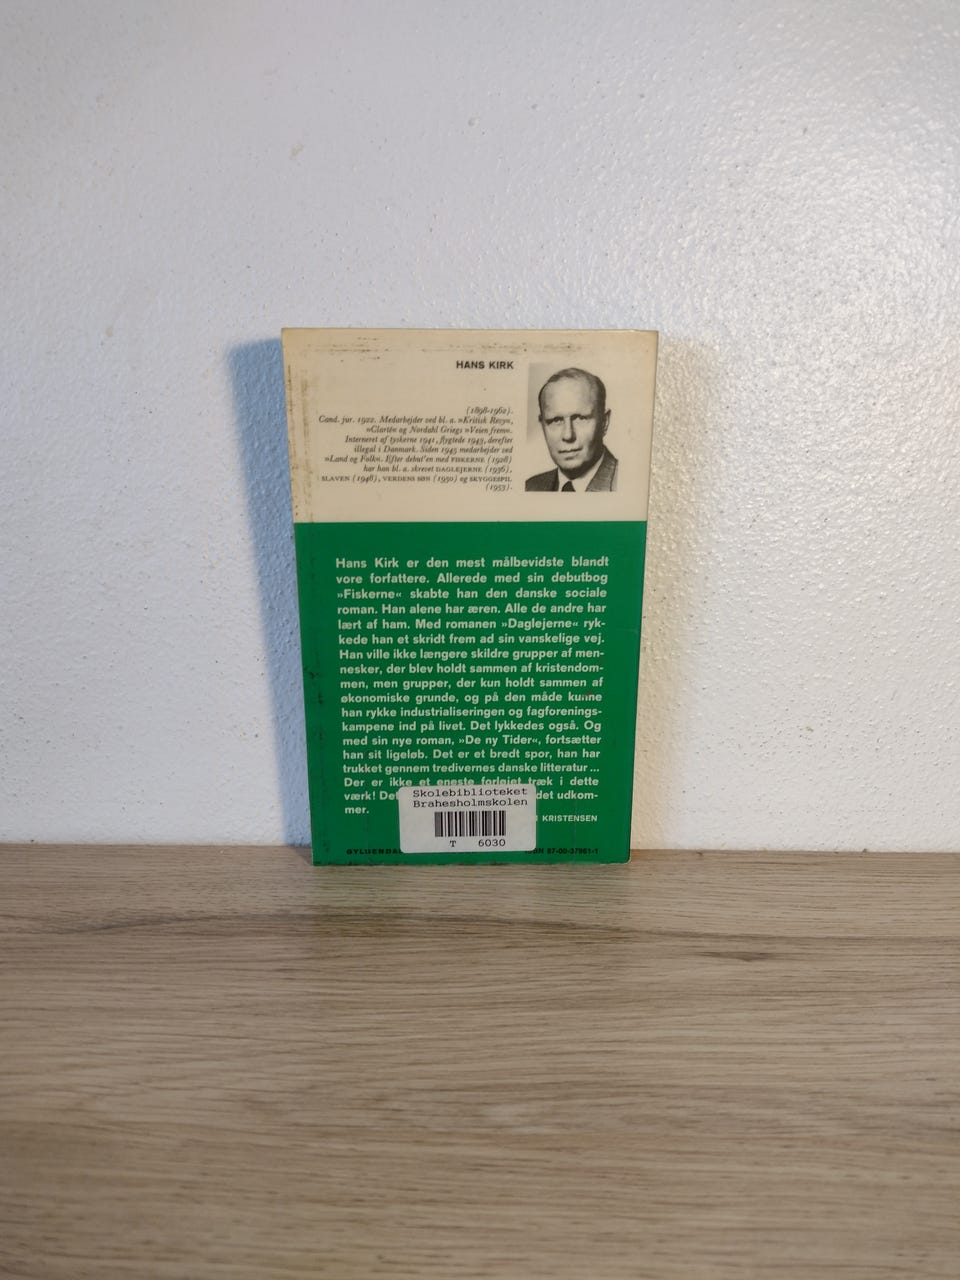 HANS KIRK
(1898-1962).
Cand. jur. 1922. Medarbejder ved bl. a. »Kritisk Revy«,
»Clarté« og Nordahl Griegs »Veien frem«.
Interneret af tyskerne 1941, flygtede 1943, derefter
illegal i Danmark. Siden 1945 medarbejder ved
»Land og Folk«. Efter debut'en med FISKERNE (1928)
har han bl. a. skrevet DAGLEJERNE (1936),
SLAVEN (1948), VERDENS SØN (1950) og SKYGGESPIL
(1953).
Hans Kirk er den mest målbevidste blandt
vore forfattere. Allerede med sin debutbog
»Fiskerne« skabte han den danske sociale
roman. Han alene har æren. Alle de andre har
lært af ham. Med romanen »Daglejerne« ryk-
kede han et skridt frem ad sin vanskelige vej.
Han ville ikke længere skildre grupper af men-
nesker, der blev holdt sammen af kristendom-
men, men grupper, der kun holdt sammen af
økonomiske grunde, og på den måde kunne
han rykke industrialiseringen og fagforenings-
kampene ind på livet. Det lykkedes også. Og
med sin nye roman, »De ny Tider«, fortsætter
han sit ligeløb. Det er et bredt spor, han har
trukket gennem tredivernes danske litteratur ...
Der er ikke et eneste forløjet træk i dette
værk! det udkom-
mer.
KRISTENSEN
Skolebiblioteket
Brahesholmskolen
T 6030
ISBN 87-00-37961-1